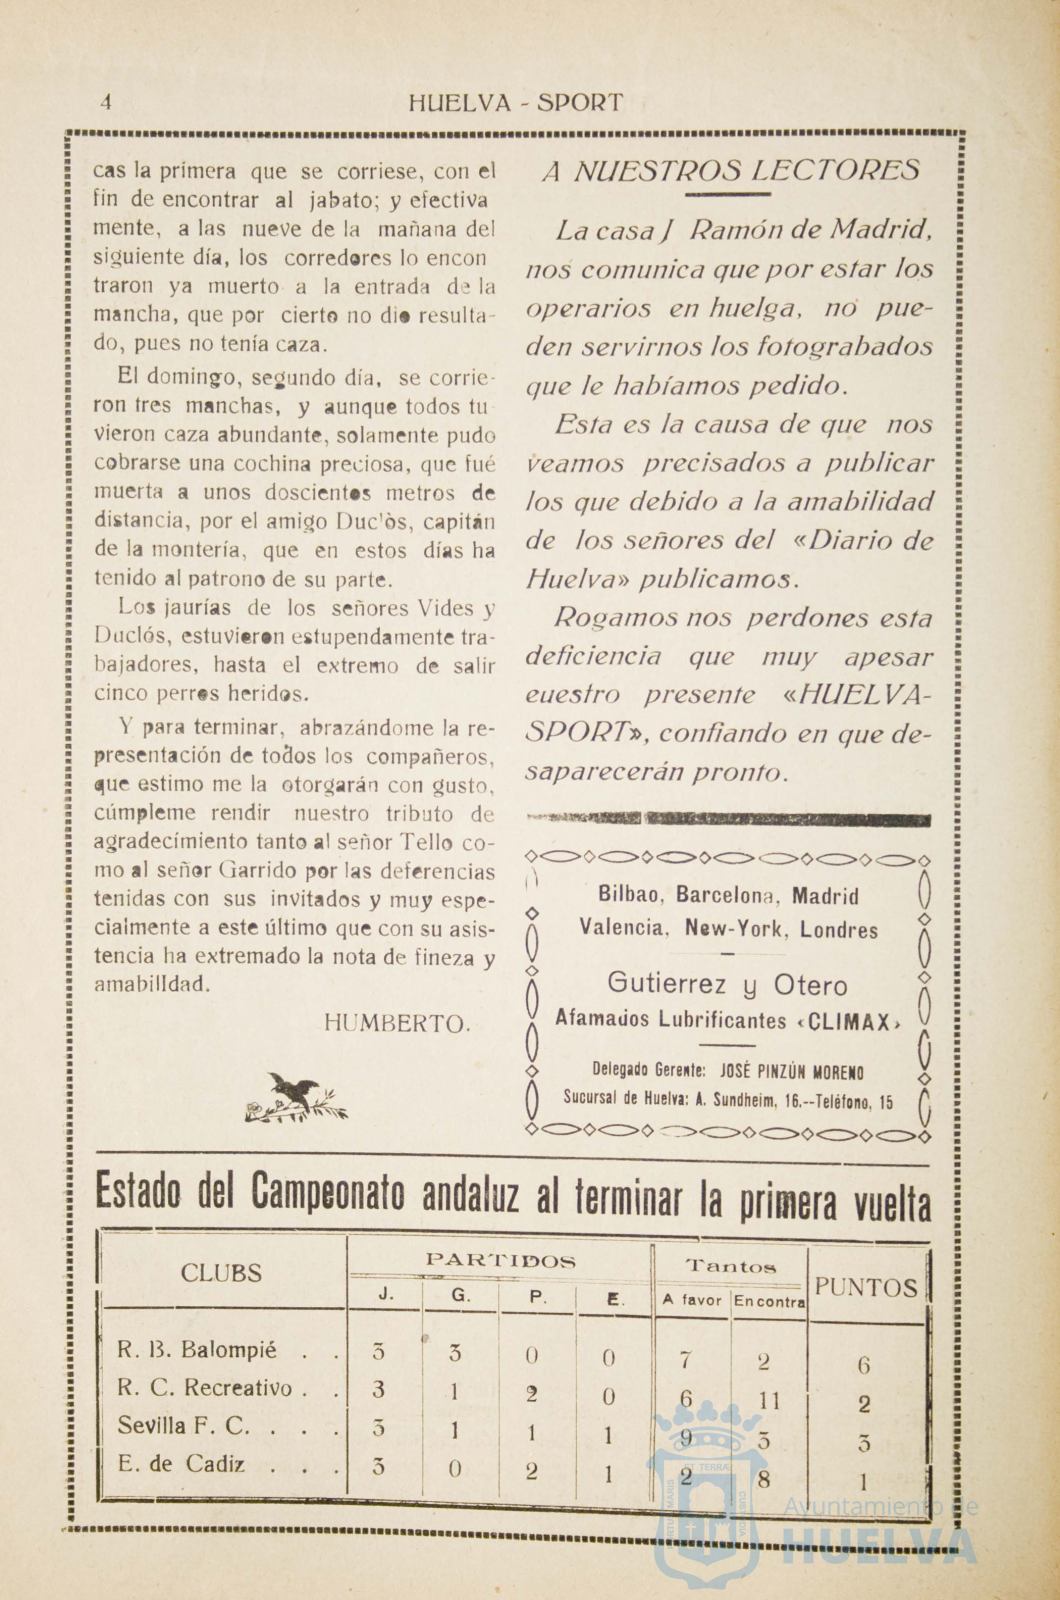 4
HUELVA - SPORT
cas la primera que se corriese, con el
fin de encontrar al jabato; y efectiva
mente, a las nueve de la mañana del
siguiente día, los corredores lo encon
traron ya muerto a la entrada de la
mancha, que por cierto no dio resulta-
do, pues no tenía caza.
El domingo, segundo día, se corrie-
ron tres manchas, y aunque todos tu
vieron caza abundante, solamente pudo
cobrarse una cochina preciosa, que fué
muerta a unos doscientos metros de
distancia, por el amigo Duc'òs, capitán
de la montería, que en estos días ha
tenido al patrono de su parte.
Los jaurías de los señores Vides y
Duclós, estuvieron estupendamente tra-
bajadores, hasta el extremo de salir
cinco perros heridos.
Y para terminar, abrazándome la re-
presentación de todos los compañeros,
que estimo me la otorgarán con gusto,
cúmpleme rendir nuestro tributo de
agradecimiento tanto al señor Tello co-
mo al señor Garrido por las deferencias
tenidas con sus invitados y muy espe-
cialmente a este último que con su asis-
tencia ha extremado la nota de fineza y
amabilidad.
HUMBERTO.
A NUESTROS LECTORES
La casa J Ramón de Madrid,
nos comunica que por estar los
operarios en huelga, no pue-
den servirnos los fotograbados
que le habíamos pedido.
Esta es la causa de que nos
veamos precisados a publicar
los que debido a la amabilidad
de los señores del «Diario de
Huelva» publicamos.
Rogamos nos perdones esta
deficiencia que muy apesar
euestro presente «HUELVA-
SPORT», confiando en que de-
saparecerán pronto.
Bilbao, Barcelona, Madrid
Valencia, New-York, Londres
Gutierrez y Otero
Afamados Lubrificantes «CLIMAX»
Delegado Gerente: JOSÉ PINZÚN MORENO
Sucursal de Huelva: A. Sundheim, 16.--Teléfono, 15
Estado del Campeonato andaluz al terminar la primera vuelta
CLUBS PARTIDOS Tantos PUNTOS
J. G. P. E. A favor En contra
R. B. Balompié . . 3 3 0 0 7 2 6
R. C. Recreativo . . 3 1 2 0 6 11 2
Sevilla F. C. . . . 3 1 1 1 9 3 3
E. de Cadiz . . . 3 0 2 1 2 8 1
Ayuntamiento de
HUELVA